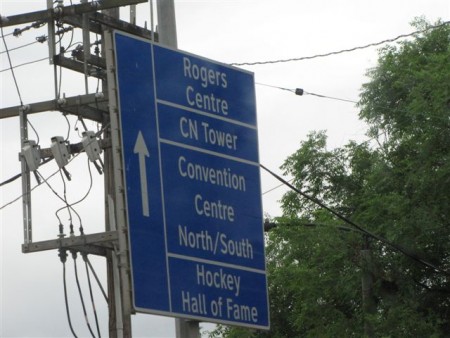 Rogers
Centre
CN Tower
Convention
Centre
North/South
Hockey
Hall of Fame